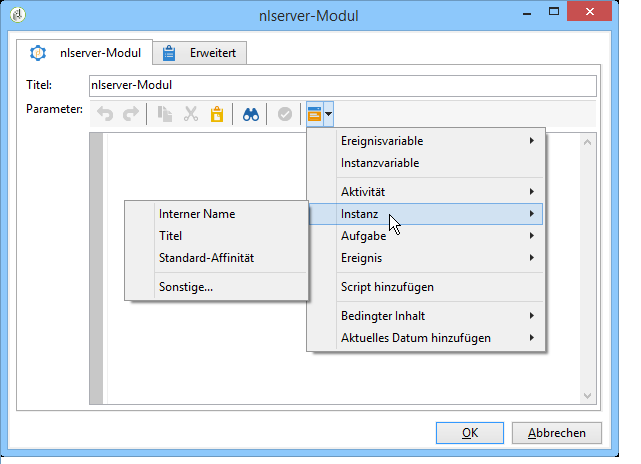 nlserver-Modul
nlserver-Modul
Erweitert
Titel:
nlserver-Modul
Parameter:
Ereignisvariable
Instanzvariable
Aktivität
Instanz
Aufgabe
Ereignis
Script hinzufügen
Bedingter Inhalt
Aktuelles Datum hinzufügen
Interner Name
Titel
Standard-Affinität
Sonstige...
OK
Abbrechen